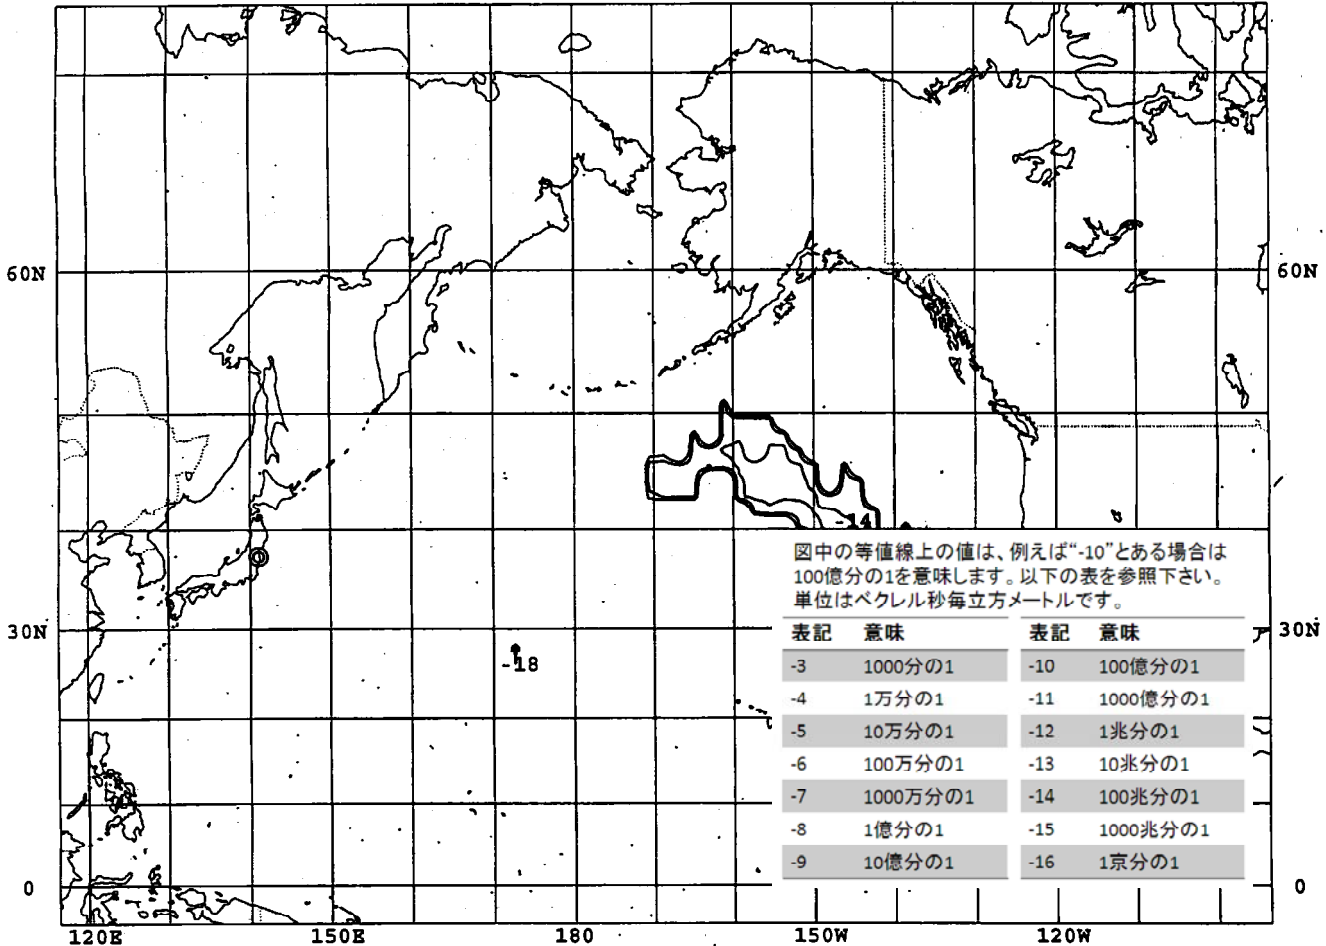 60N
60N
-14
図中の等値線上の値は、例えば“-10”とある場合は
100億分の1を意味します。以下の表を参照下さい。
単位はベクレル秒毎立方メートルです。
表記 意味 表記 意味
-3 1000分の1 -10 100億分の1
-4 1万分の1 -11 1000億分の1
-5 10万分の1 -12 1兆分の1
-6 100万分の1 -13 10兆分の1
-7 1000万分の1 -14 100兆分の1
-8 1億分の1 -15 1000兆分の1
-9 10億分の1 -16 1京分の1
30N
30N
-18
0
0
120E 150E 180 150W 120W